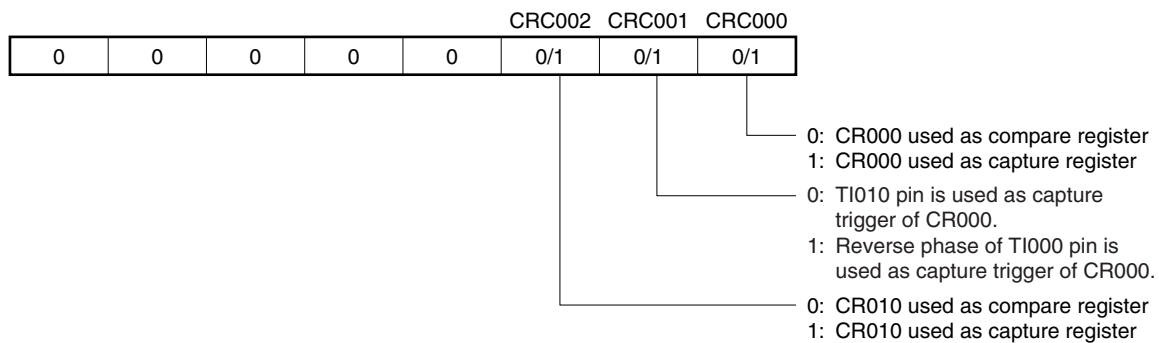 CRC002 CRC001 CRC000
0 0 0 0 0 0/1 0/1 0/1
0: CR000 used as compare register
1: CR000 used as capture register
0: TI010 pin is used as capture
trigger of CR000.
1: Reverse phase of TI000 pin is
used as capture trigger of CR000.
0: CR010 used as compare register
1: CR010 used as capture register